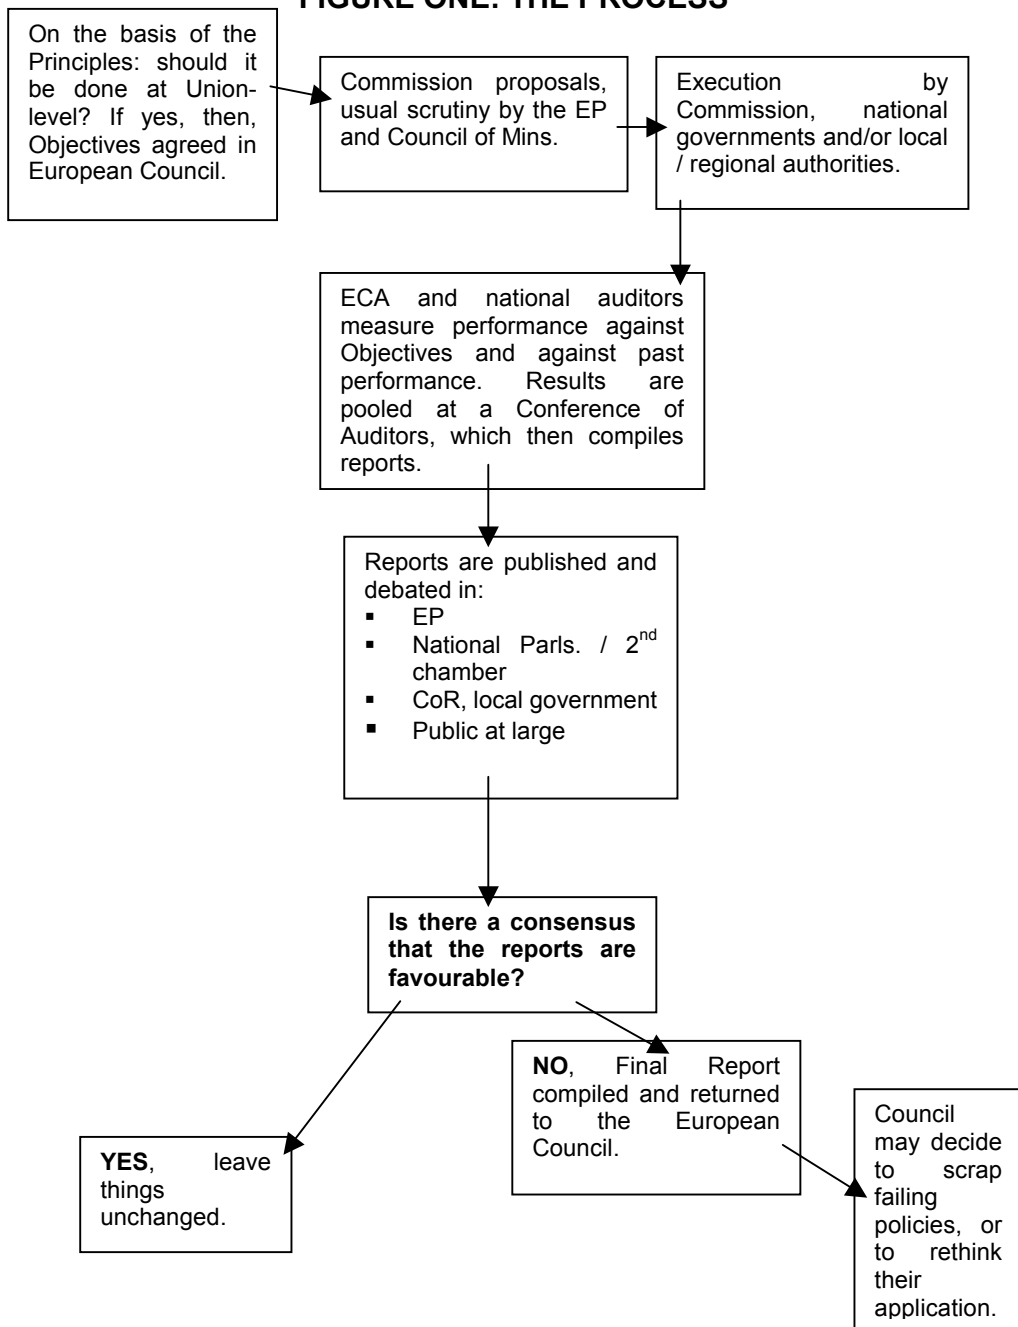 FIGURE ONE: THE PROCESS
On the basis of the
Principles: should it
be done at Union-
level? If yes, then,
Objectives agreed in
European Council.
Commission proposals,
usual scrutiny by the EP
and Council of Mins.
Execution by
Commission, national
governments and/or local
/ regional authorities.
ECA and national auditors
measure performance against
Objectives and against past
performance. Results are
pooled at a Conference of
Auditors, which then compiles
reports.
Reports are published and
debated in:
▪ EP
▪ National Parls. / 2nd
chamber
▪ CoR, local government
▪ Public at large
Is there a consensus
that the reports are
favourable?
NO, Final Report
compiled and returned
to the European
Council.
YES, leave
things
unchanged.
Council
may decide
to scrap
failing
policies, or
to rethink
their
application.